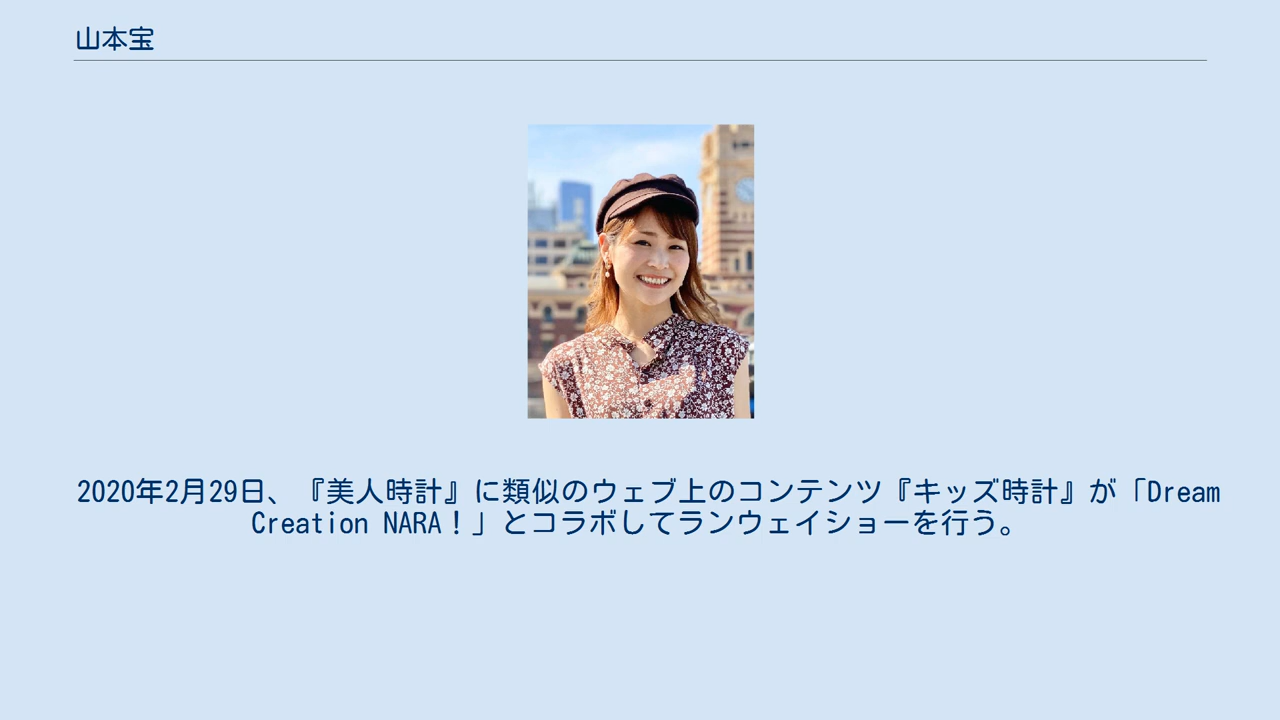 山本宝
2020年2月29日、『美人時計』に類似のウェブ上のコンテンツ『キッズ時計』が「Dream
Creation NARA！」とコラボしてランウェイショーを行う。